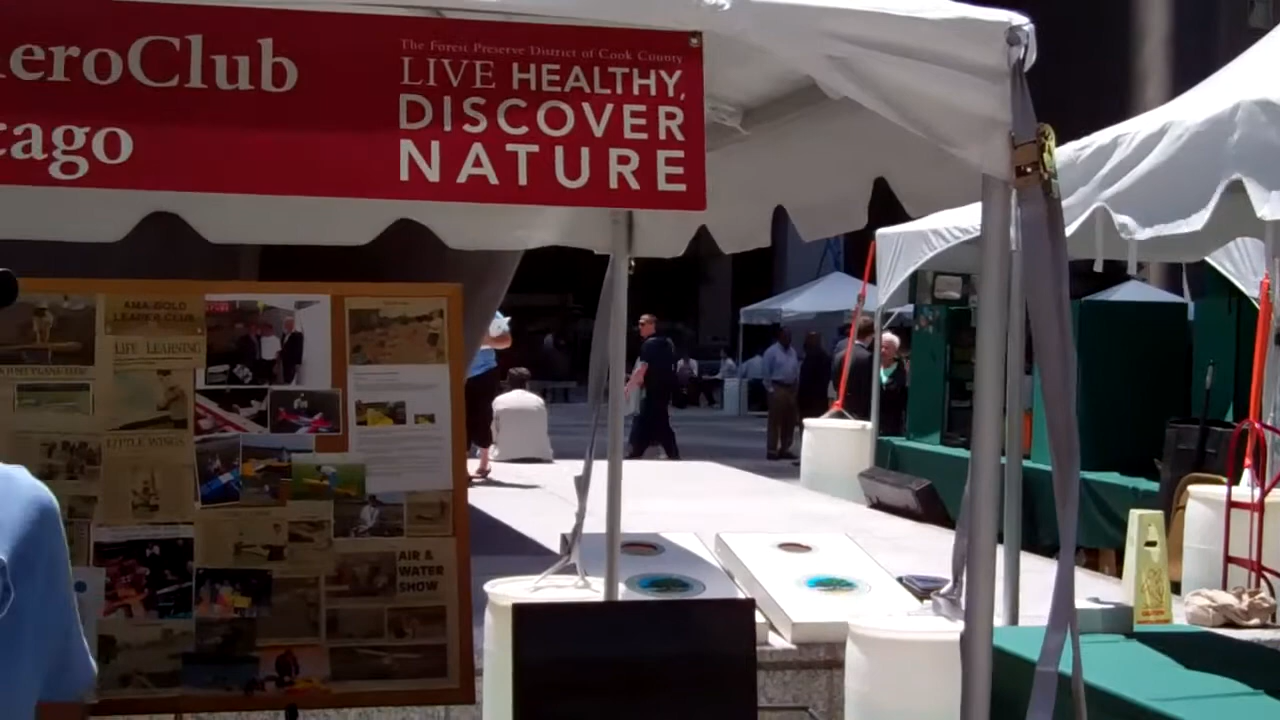 eroClub
cago
The Forest Preserve District of Cook County
LIVE HEALTHY,
DISCOVER
NATURE
AMA GOLD
LEADER CLUB
LIFE LEARNING
LITTLE WINGS
AIR &
WATER
SHOW